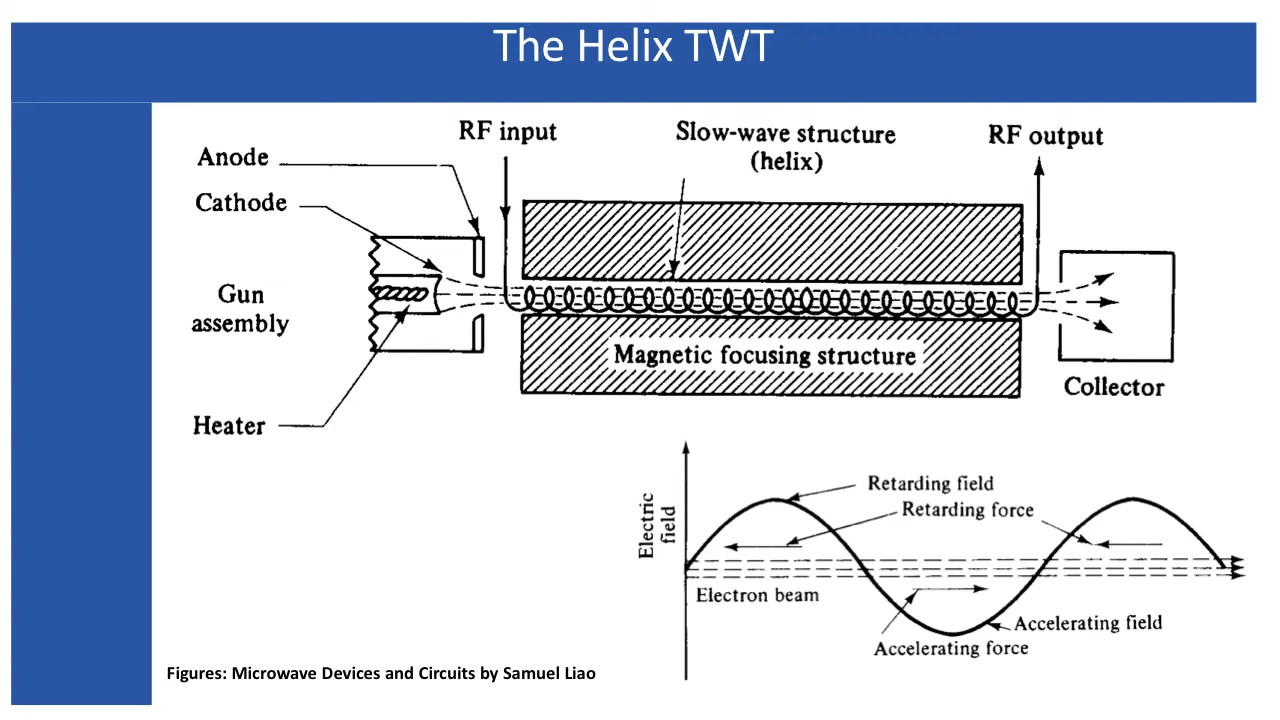 The Helix TWT
RF input
Slow-wave structure
(helix)
RF output
Anode
Cathode
Gun
assembly
Magnetic focusing structure
Collector
Heater
Electric
field
Retarding field
Retarding force
Electron beam
Accelerating field
Accelerating force
Figures: Microwave Devices and Circuits by Samuel Liao